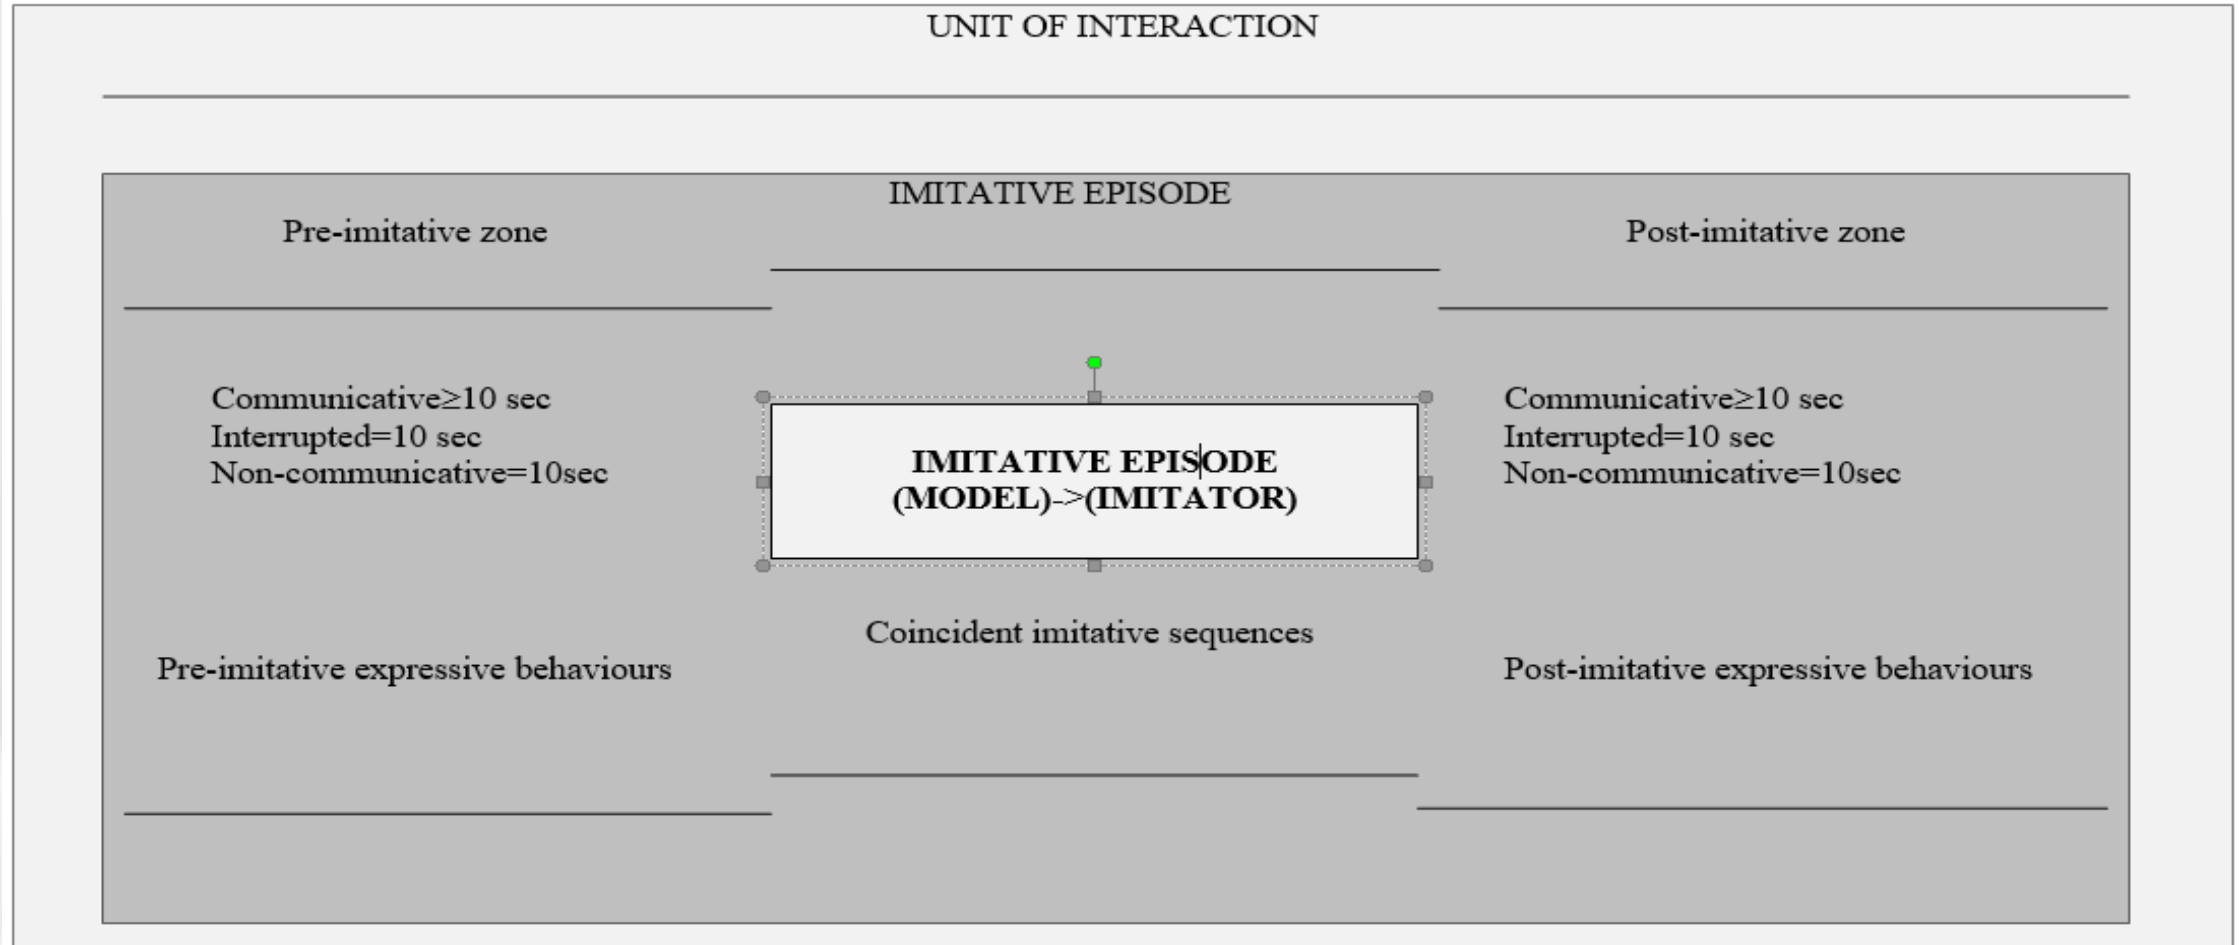 UNIT OF INTERACTION
IMITATIVE EPISODE
Pre-imitative zone
Post-imitative zone
Communicative≥10 sec
Interrupted=10 sec
Non-communicative=10sec
IMITATIVE EPISODE
(MODEL)->(IMITATOR)
Communicative≥10 sec
Interrupted=10 sec
Non-communicative=10sec
Coincident imitative sequences
Pre-imitative expressive behaviours
Post-imitative expressive behaviours